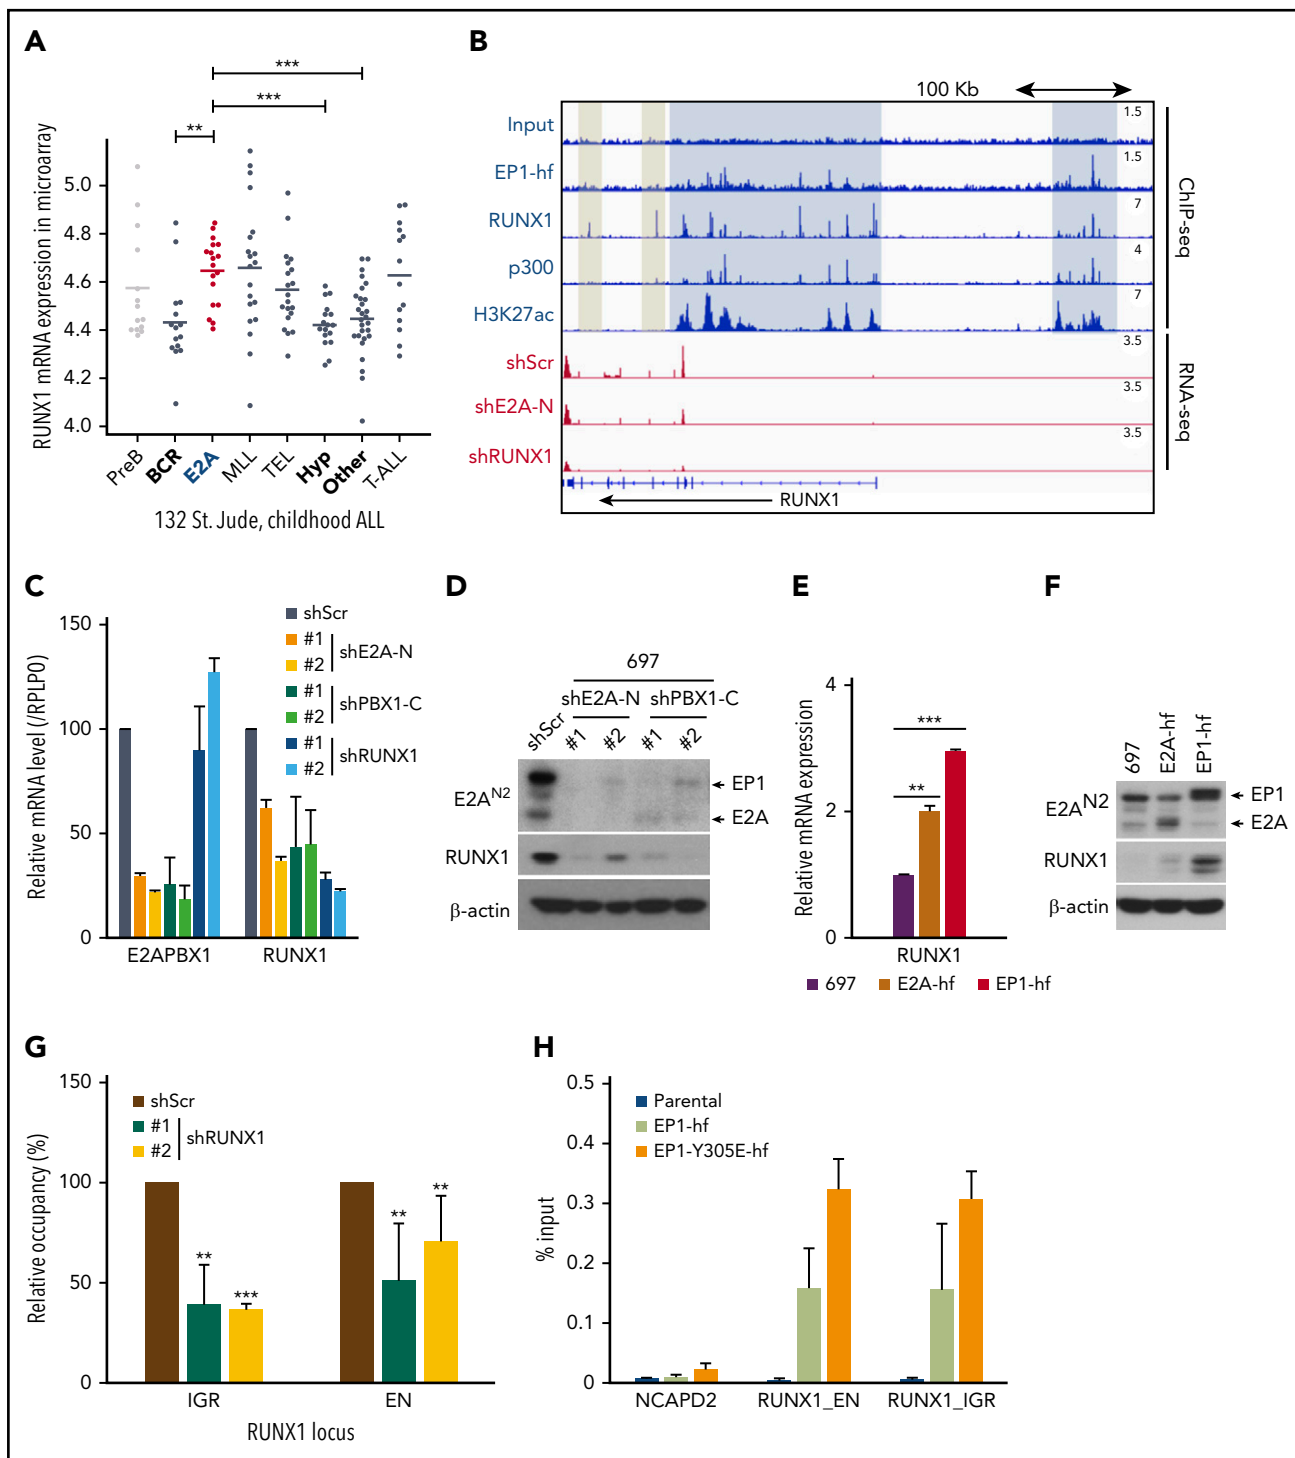 A
RUNX1 mRNA expression in microarray
5.0
4.8
4.6
4.4
4.2
4.0
***
***
**
PreB
BCR
E2A
MLL
TEL
Hyp
Other
T-ALL
132 St. Jude, childhood ALL
B
100 Kb
Input
1.5
EP1-hf
1.5
RUNX1
7
p300
4
H3K27ac
7
shScr
3.5
shE2A-N
3.5
shRUNX1
3.5
ChIP-seq
RNA-seq
RUNX1
C
Relative mRNA level (/RPLP0)
150
100
50
0
shScr
#1
#2
shE2A-N
#1
#2
shPBX1-C
#1
#2
shRUNX1
E2APBX1
RUNX1
D
697
shE2A-N
shPBX1-C
shScr
#1
#2
#1
#2
E2AN2
EP1
E2A
RUNX1
β-actin
E
Relative mRNA expression
4
2
0
***
**
RUNX1
697
E2A-hf
EP1-hf
F
697
E2A-hf
EP1-hf
E2AN2
EP1
E2A
RUNX1
β-actin
G
Relative occupancy (%)
150
100
50
0
shScr
#1
#2
shRUNX1
**
***
**
**
IGR
EN
RUNX1 locus
H
% input
0.5
0.4
0.3
0.2
0.1
0
Parental
EP1-hf
EP1-Y305E-hf
NCAPD2
RUNX1_EN
RUNX1_IGR